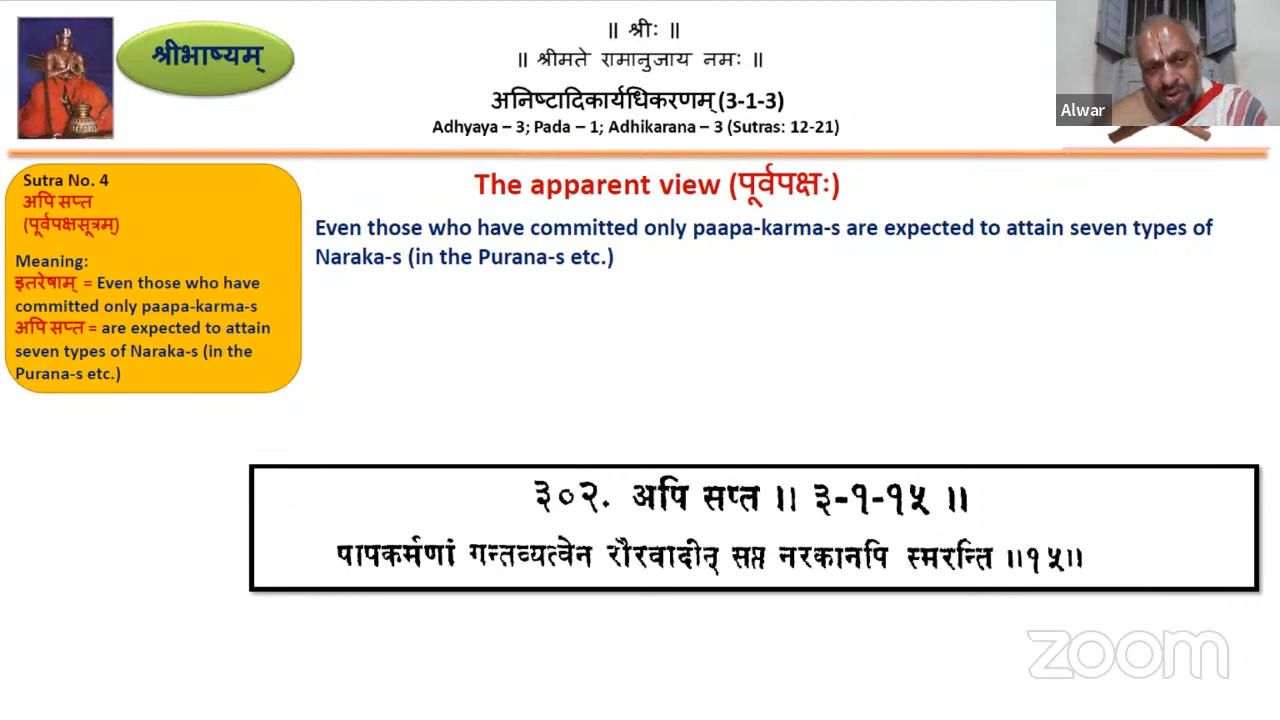 श्रीभाष्यम्
॥ श्रीः ॥
॥ श्रीमते रामानुजाय नमः ॥
अनिष्टादिकार्यधिकरणम् (3-1-3)
Adhyaya – 3; Pada – 1; Adhikarana – 3 (Sutras: 12-21)
Alwar
Sutra No. 4
अपि सप्त
(पूर्वपक्षसूत्रम्)
Meaning:
इतरेषाम् = Even those who have
committed only paapa-karma-s
अपि सप्त = are expected to attain
seven types of Naraka-s (in the
Purana-s etc.)
The apparent view (पूर्वपक्षः)
Even those who have committed only paapa-karma-s are expected to attain seven types of
Naraka-s (in the Purana-s etc.)
३०२. अपि सप्त ॥ ३-१-१५ ॥
पापकर्मणां गन्तव्यत्वेन रौरवादीन् सप्त नरकानपि स्मरन्ति ॥१५॥
zoom